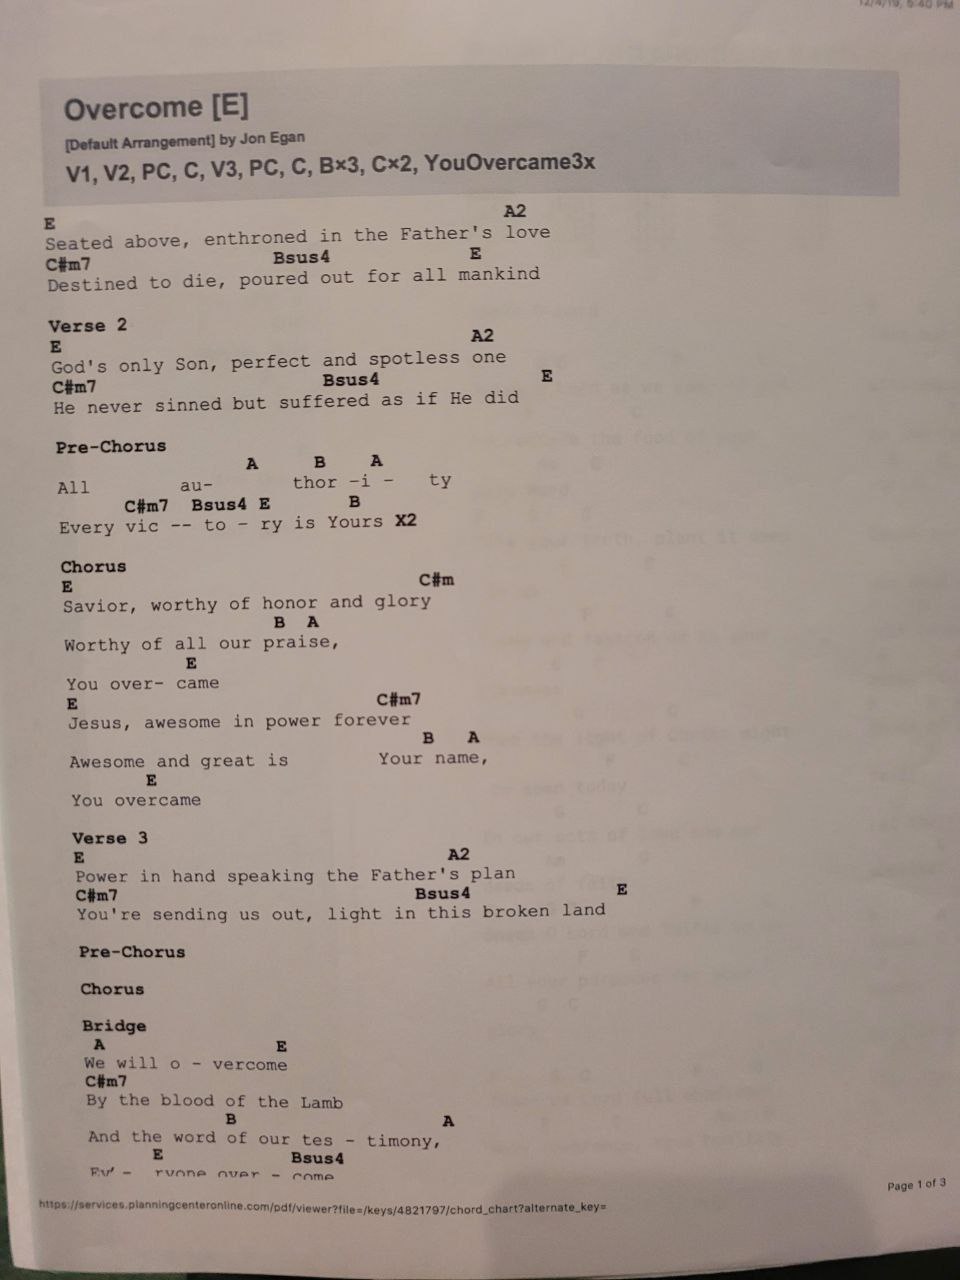 12/4/19, 5:40 PM
Overcome [E]
[Default Arrangement] by Jon Egan
V1, V2, PC, C, V3, PC, C, B×3, C×2, YouOvercame3x
E A2
Seated above, enthroned in the Father's love
C#m7 Bsus4 E
Destined to die, poured out for all mankind
Verse 2
E A2
God's only Son, perfect and spotless one
C#m7 Bsus4 E
He never sinned but suffered as if He did
Pre-Chorus
A B A
All au- thor -i - ty
C#m7 Bsus4 E B
Every vic -- to - ry is Yours X2
Chorus
E C#m
Savior, worthy of honor and glory
B A
Worthy of all our praise,
E
You over- came
E C#m7
Jesus, awesome in power forever
B A
Awesome and great is Your name,
E
You overcame
Verse 3
E A2
Power in hand speaking the Father's plan
C#m7 Bsus4 E
You're sending us out, light in this broken land
Pre-Chorus
Chorus
Bridge
A E
We will o - vercome
C#m7
By the blood of the Lamb
B A
And the word of our tes - timony,
E Bsus4
Ev' - ryone over - come
https://services.planningcenteronline.com/pdf/viewer?file=/keys/4821797/chord_chart?alternate_key=
Page 1 of 3